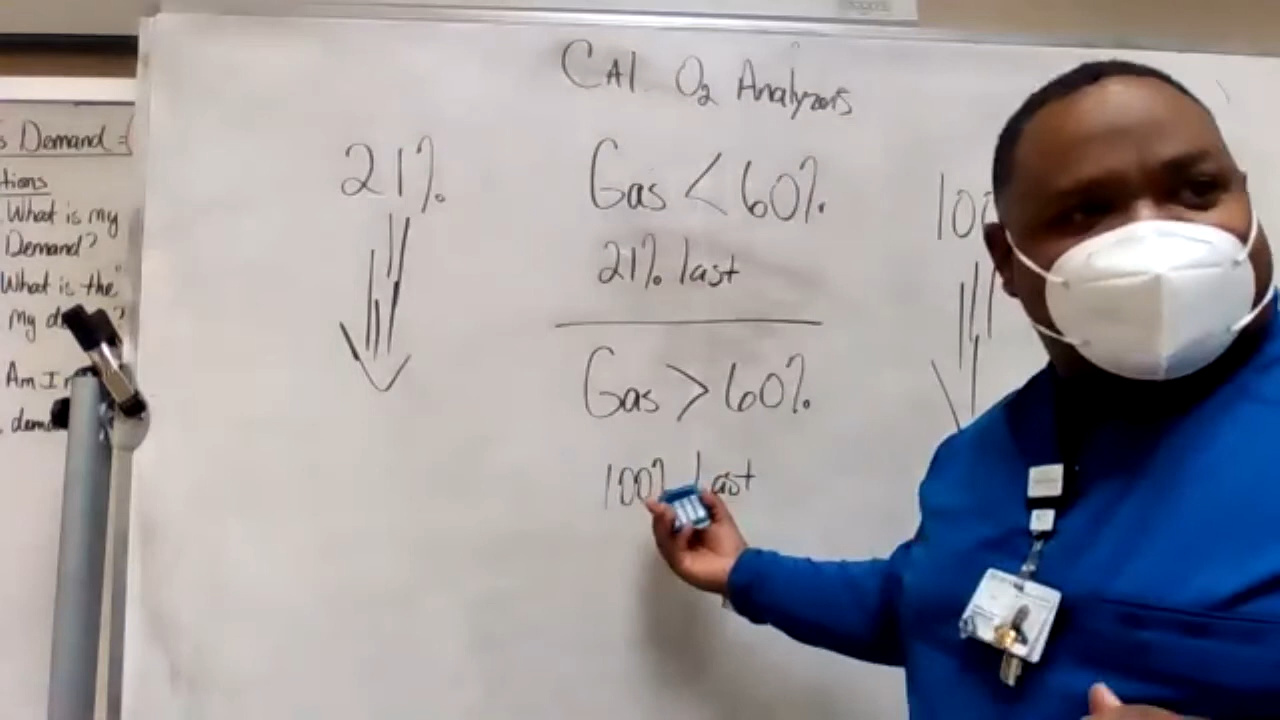 CAl O2 Analyzers
s Demand =(
tions
What is my
Demand?
What is the
my d ?
Am I
dema
21%
Gas < 60%
21% last
Gas > 60%
100% last
100